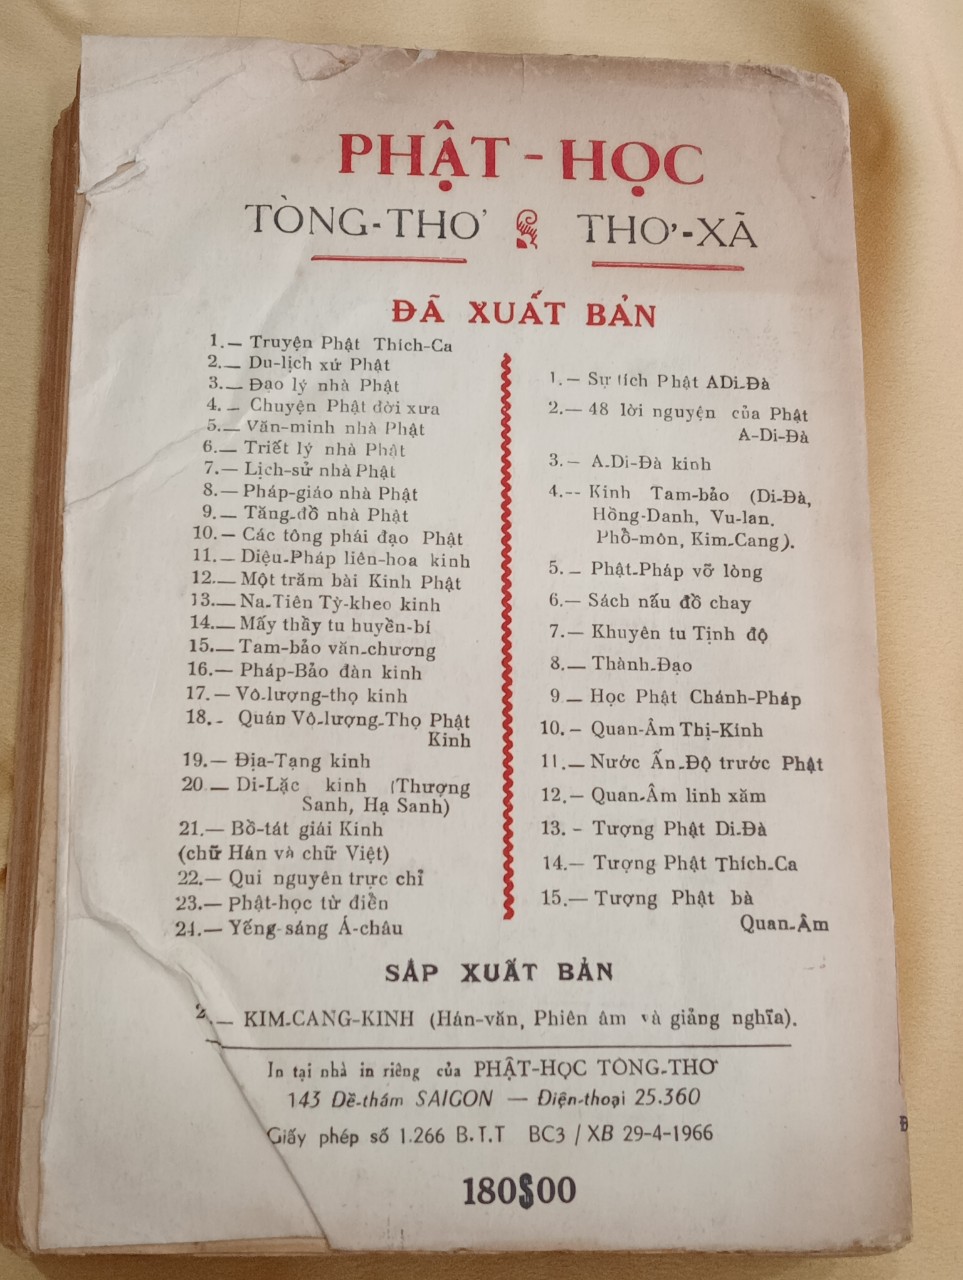 PHẬT - HỌC
TÒNG-THƠ THƠ-XÃ
ĐÃ XUẤT BẢN
1.— Truyện Phật Thích-Ca
2.— Du-lịch xứ Phật
3.— Đạo lý nhà Phật
4.— Chuyện Phật đời xưa
5.— Văn-minh nhà Phật
6.— Triết lý nhà Phật
7.— Lịch-sử nhà Phật
8.— Pháp-giáo nhà Phật
9.— Tăng-đồ nhà Phật
10.— Các tông phái đạo Phật
11.— Diệu-Pháp liên-hoa kinh
12.— Một trăm bài Kinh Phật
13.— Na-Tiên Tỳ-kheo kinh
14.— Mấy thầy tu huyền-bí
15.— Tam-bảo văn-chương
16.— Pháp-Bảo đàn kinh
17.— Vô-lượng-thọ kinh
18.- Quán Vô-lượng-Thọ Phật
Kinh
19.— Địa-Tạng kinh
20— Di-Lặc kinh (Thượng
Sanh, Hạ Sanh)
21.— Bồ-tát giái Kinh
(chữ Hán và chữ Việt)
22.— Qui nguyên trực chỉ
23.— Phật-học từ điển
24.— Yếng-sáng Á-châu
1.— Sự tích Phật ADi-Đà
2.— 48 lời nguyện của Phật
A-Di-Đà
3.— A.Di-Đà kinh
4.-- Kinh Tam-bảo (Di-Đà,
Hồng-Danh, Vu-lan.
Phổ-môn, Kim-Cang).
5.— Phật-Pháp vỡ lòng
6.— Sách nấu đồ chay
7.— Khuyên tu Tịnh độ
8.— Thành-Đạo
9— Học Phật Chánh-Pháp
10.— Quan-Âm Thị-Kính
11.— Nước Ấn-Độ trước Phật
12.— Quan-Âm linh xăm
13.- Tượng Phật Di-Đà
14.— Tượng Phật Thích-Ca
15.— Tượng Phật bà
Quan-Âm
SẮP XUẤT BẢN
2.— KIM-CANG-KINH (Hán-văn, Phiên âm và giảng nghĩa).
In tại nhà in riêng của PHẬT-HỌC TÒNG-THƠ
143 Đề-thám SAIGON — Điện-thoại 25.360
Giấy phép số 1.266 B.T.T BC3 / XB 29-4-1966
180$00